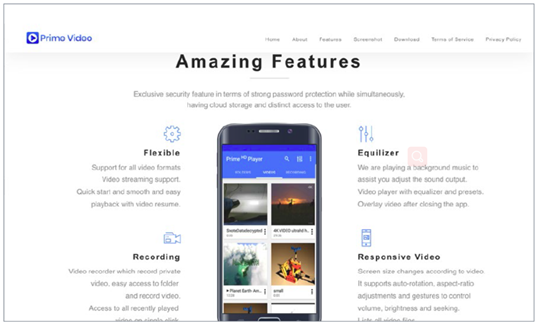 Primo Vidoo
Home About Features Screenshot Download Terms of Service Privacy Policy
Amazing Features
Exclusive security feature in terms of strong password protection while simultaneously,
having cloud storage and distinct access to the user.
Flexible
Support for all video formats
Video streaming support.
Quick start and smooth and easy
playback with video resume.
Recording
Video recorder which record private
video, easy access to folder
and record video.
Access to all recently played
video on single click
Prime HD Player
VIDEOS
4K VIDEO ultrahd h..
Planet Earth Am..
small
Equilizer
We are playing a background music to
assist you adjust the sound output.
Video player with equalizer and presets.
Overlay video after closing the app.
Responsive Video
Screen size changes according to video.
It supports auto-rotation, aspect-ratio
adjustments and gestures to control
volume, brightness and seeking.
Lists all video files